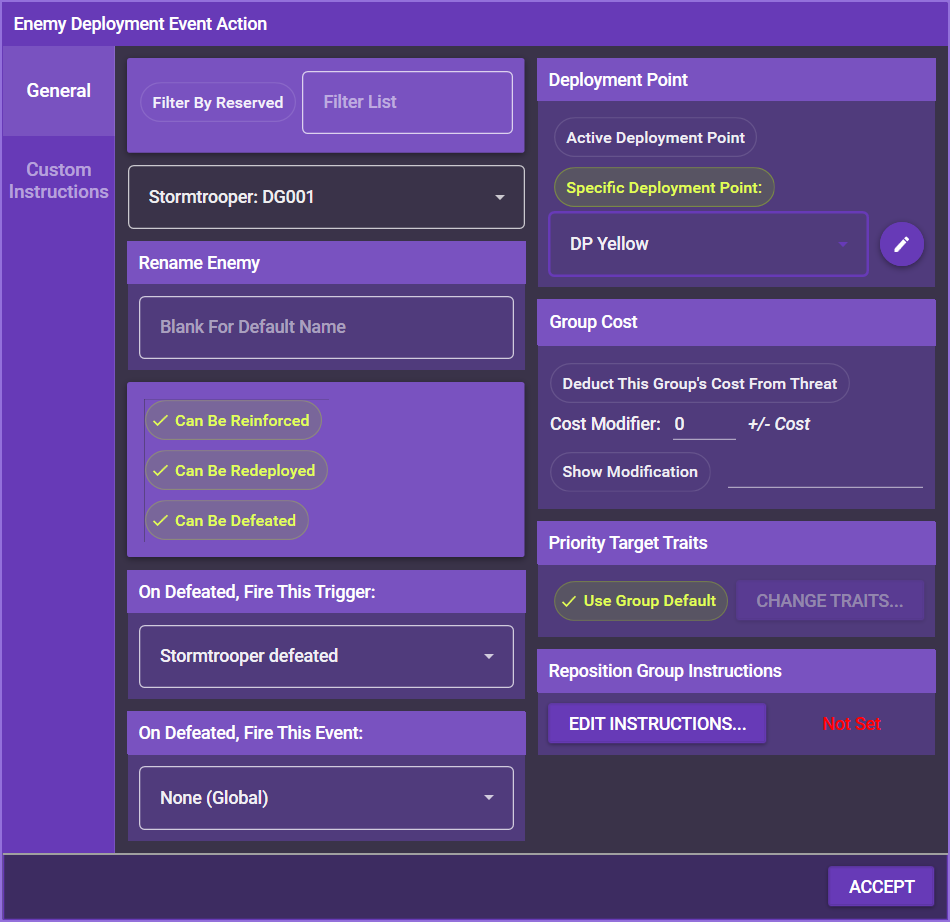 Enemy Deployment Event Action
General
Custom
Instructions
Filter By Reserved
Filter List
Stormtrooper: DG001
Rename Enemy
Blank For Default Name
Can Be Reinforced
Can Be Redeployed
Can Be Defeated
On Defeated, Fire This Trigger:
Stormtrooper defeated
On Defeated, Fire This Event:
None (Global)
Deployment Point
Active Deployment Point
Specific Deployment Point:
DP Yellow
Group Cost
Deduct This Group's Cost From Threat
Cost Modifier: 0 +/- Cost
Show Modification
Priority Target Traits
Use Group Default
CHANGE TRAITS...
Reposition Group Instructions
EDIT INSTRUCTIONS...
Not Set
ACCEPT